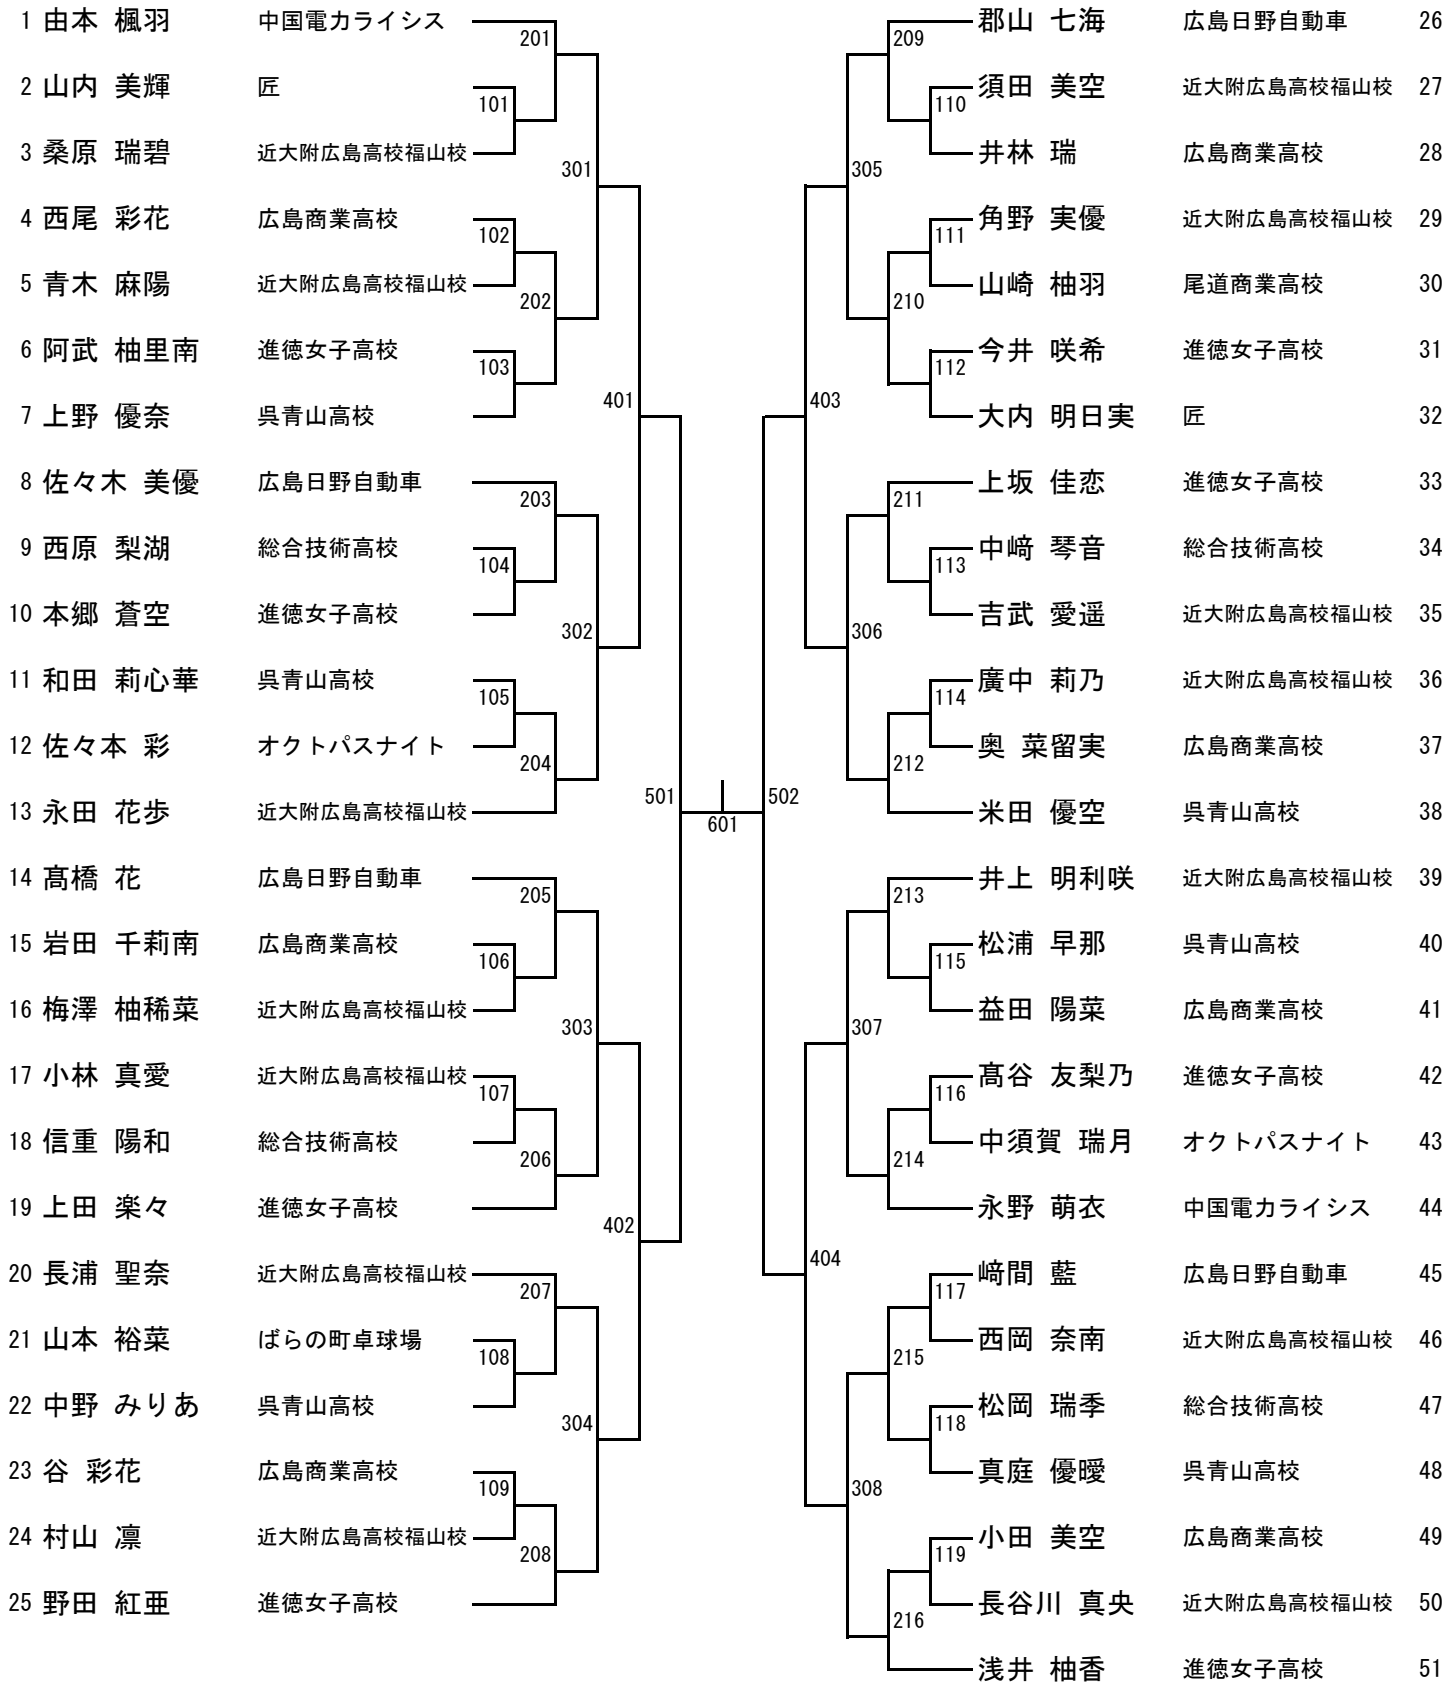 1 由本 楓羽 中国電力ライシス
2 山内 美輝 匠
3 桑原 瑞碧 近大附広島高校福山校
4 西尾 彩花 広島商業高校
5 青木 麻陽 近大附広島高校福山校
6 阿武 柚里南 進徳女子高校
7 上野 優奈 呉青山高校
8 佐々木 美優 広島日野自動車
9 西原 梨湖 総合技術高校
10 本郷 蒼空 進徳女子高校
11 和田 莉心華 呉青山高校
12 佐々本 彩 オクトパスナイト
13 永田 花歩 近大附広島高校福山校
14 髙橋 花 広島日野自動車
15 岩田 千莉南 広島商業高校
16 梅澤 柚稀菜 近大附広島高校福山校
17 小林 真愛 近大附広島高校福山校
18 信重 陽和 総合技術高校
19 上田 楽々 進徳女子高校
20 長浦 聖奈 近大附広島高校福山校
21 山本 裕菜 ばらの町卓球場
22 中野 みりあ 呉青山高校
23 谷 彩花 広島商業高校
24 村山 凛 近大附広島高校福山校
25 野田 紅亜 進徳女子高校
101
102
103
104
105
106
107
108
109
201
202
203
204
205
206
207
208
301
302
303
304
401
402
501
601
502
403
404
305
306
307
308
209
210
211
212
213
214
215
216
110
111
112
113
114
115
116
117
118
119
郡山 七海 広島日野自動車 26
須田 美空 近大附広島高校福山校 27
井林 瑞 広島商業高校 28
角野 実優 近大附広島高校福山校 29
山崎 柚羽 尾道商業高校 30
今井 咲希 進徳女子高校 31
大内 明日実 匠 32
上坂 佳恋 進徳女子高校 33
中﨑 琴音 総合技術高校 34
吉武 愛遥 近大附広島高校福山校 35
廣中 莉乃 近大附広島高校福山校 36
奥 菜留実 広島商業高校 37
米田 優空 呉青山高校 38
井上 明利咲 近大附広島高校福山校 39
松浦 早那 呉青山高校 40
益田 陽菜 広島商業高校 41
髙谷 友梨乃 進徳女子高校 42
中須賀 瑞月 オクトパスナイト 43
永野 萌衣 中国電力ライシス 44
﨑間 藍 広島日野自動車 45
西岡 奈南 近大附広島高校福山校 46
松岡 瑞季 総合技術高校 47
真庭 優曖 呉青山高校 48
小田 美空 広島商業高校 49
長谷川 真央 近大附広島高校福山校 50
浅井 柚香 進徳女子高校 51